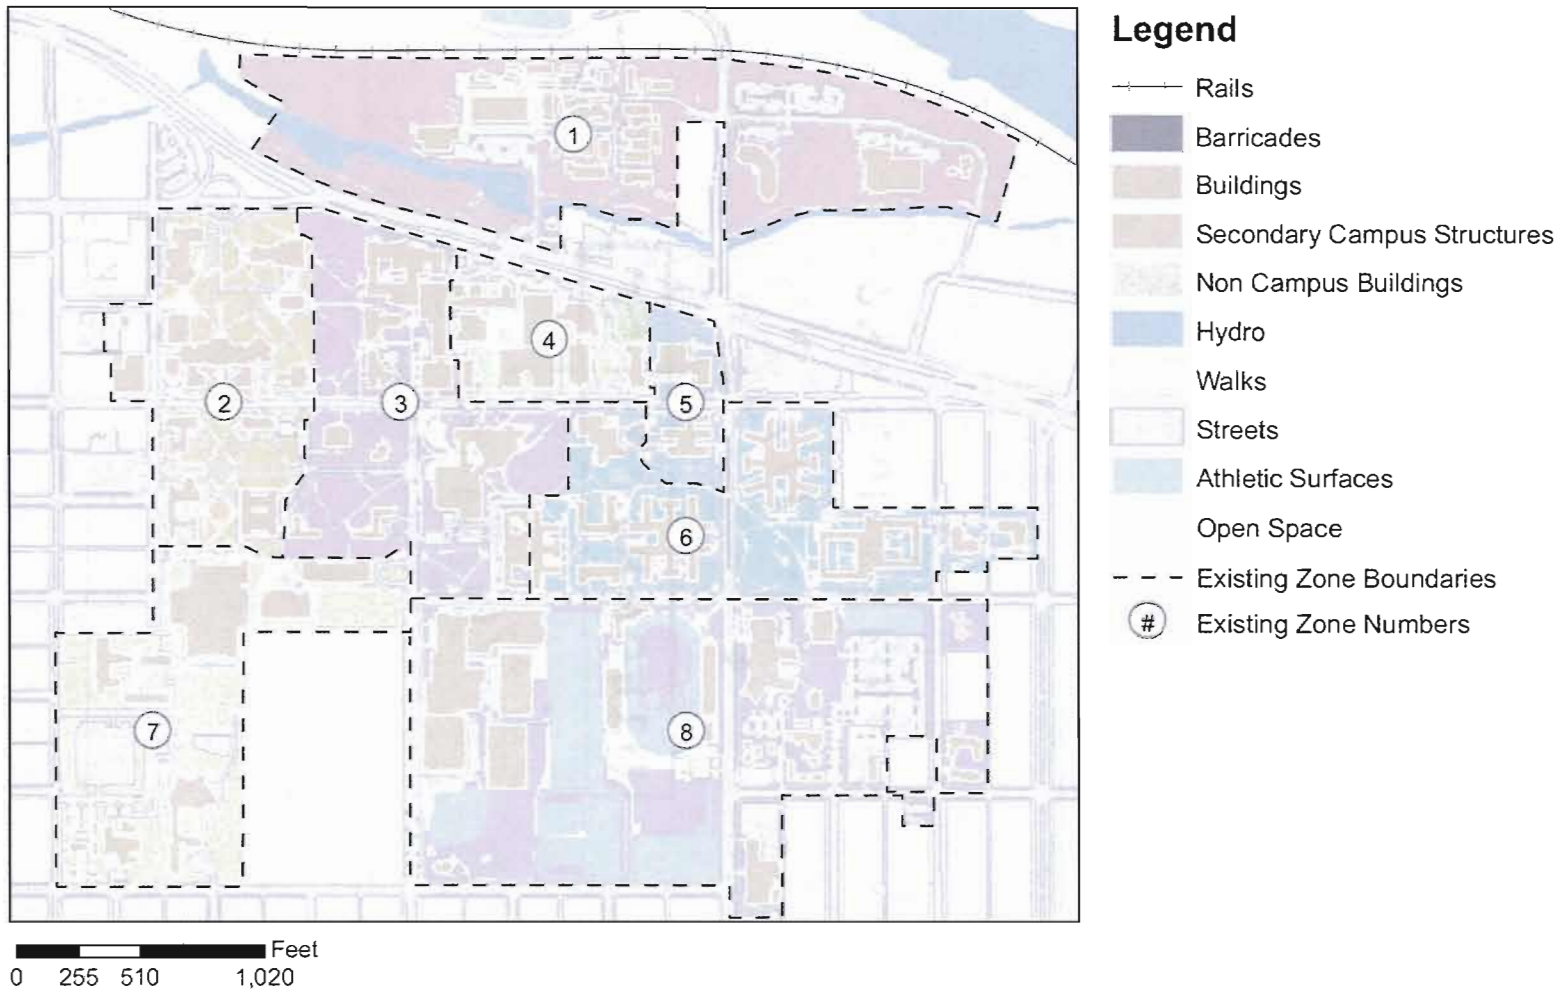 Legend
Rails
Barricades
Buildings
Secondary Campus Structures
Non Campus Buildings
Hydro
Walks
Streets
Athletic Surfaces
Open Space
Existing Zone Boundaries
# Existing Zone Numbers
1
2
3
4
5
6
7
8
Feet
0 255 510 1,020